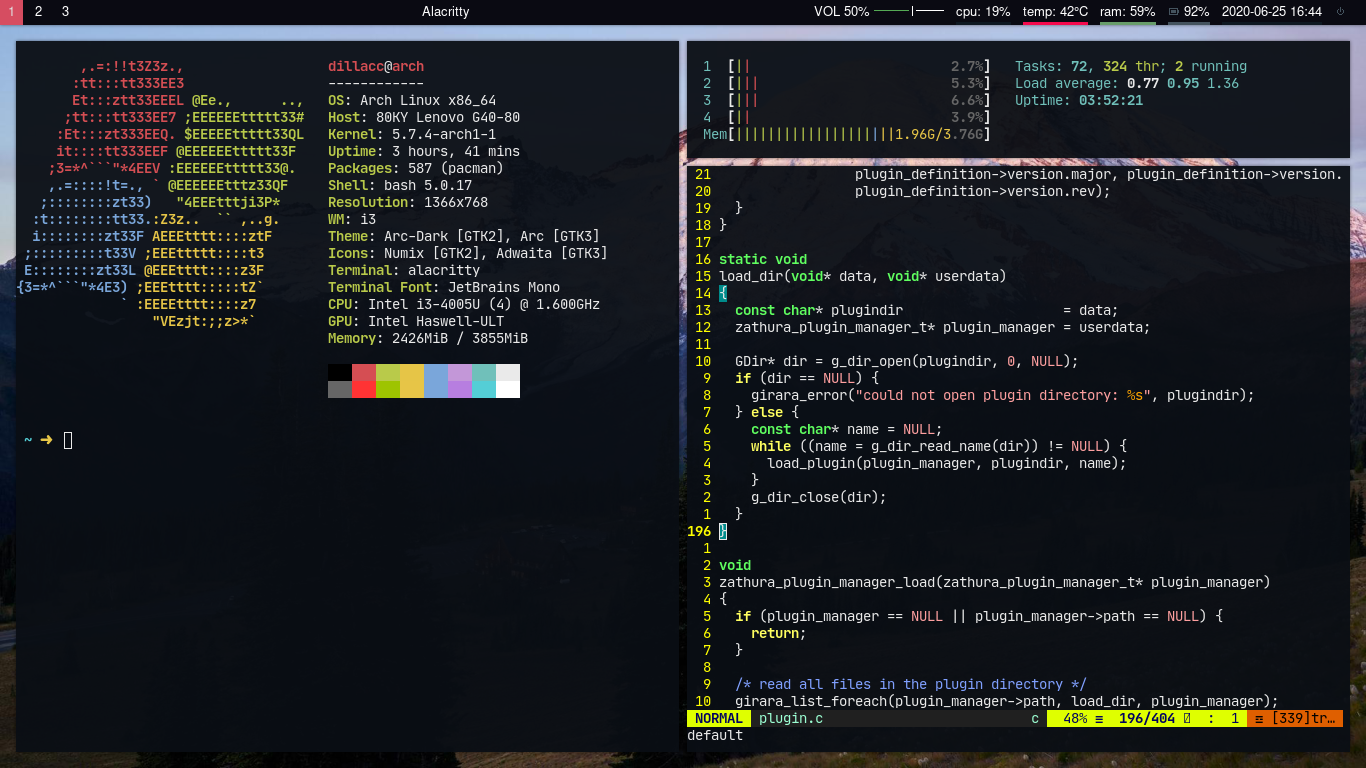 1 2 3 Alacritty VOL 50% cpu: 19% temp: 42°C ram: 59% 92% 2020-06-25 16:44
,.=:!!t3Z3z.,
:tt:::tt333EE3
Et:::ztt33EEEL @Ee., ..,
;tt:::tt333EE7 ;EEEEEEttttt33#
:Et:::zt333EEQ. $EEEEEttttt33QL
it::::tt333EEF @EEEEEEttttt33F
;3=*^```"*4EEV :EEEEEEttttt33@.
,.=::::!t=., ` @EEEEEEtttz33QF
;::::::::zt33) "4EEEtttji3P*
:t::::::::tt33.:Z3z.. `` ,..g.
i::::::::zt33F AEEEtttt::::ztF
;:::::::::t33V ;EEEttttt::::t3
E::::::::zt33L @EEEtttt::::z3F
{3=*^```"*4E3) ;EEEtttt:::::tZ`
` :EEEEtttt::::z7
"VEzjt:;;z>*`
dillacc@arch
------------
OS: Arch Linux x86_64
Host: 80KY Lenovo G40-80
Kernel: 5.7.4-arch1-1
Uptime: 3 hours, 41 mins
Packages: 587 (pacman)
Shell: bash 5.0.17
Resolution: 1366x768
WM: i3
Theme: Arc-Dark [GTK2], Arc [GTK3]
Icons: Numix [GTK2], Adwaita [GTK3]
Terminal: alacritty
Terminal Font: JetBrains Mono
CPU: Intel i3-4005U (4) @ 1.600GHz
GPU: Intel Haswell-ULT
Memory: 2426MiB / 3855MiB
~ ➜
1 [|| 2.7%]
2 [||| 5.3%]
3 [||| 6.6%]
4 [|| 3.9%]
Mem[||||||||||||||||||||1.96G/3.76G]
Tasks: 72, 324 thr; 2 running
Load average: 0.77 0.95 1.36
Uptime: 03:52:21
21 plugin_definition->version.major, plugin_definition->version.
20 plugin_definition->version.rev);
19 }
18 }
17
16 static void
15 load_dir(void* data, void* userdata)
14 {
13 const char* plugindir = data;
12 zathura_plugin_manager_t* plugin_manager = userdata;
11
10 GDir* dir = g_dir_open(plugindir, 0, NULL);
9 if (dir == NULL) {
8 girara_error("could not open plugin directory: %s", plugindir);
7 } else {
6 const char* name = NULL;
5 while ((name = g_dir_read_name(dir)) != NULL) {
4 load_plugin(plugin_manager, plugindir, name);
3 }
2 g_dir_close(dir);
1 }
196 }
1
2 void
3 zathura_plugin_manager_load(zathura_plugin_manager_t* plugin_manager)
4 {
5 if (plugin_manager == NULL || plugin_manager->path == NULL) {
6 return;
7 }
8
9 /* read all files in the plugin directory */
10 girara_list_foreach(plugin_manager->path, load_dir, plugin_manager);
NORMAL plugin.c c 48% ≡ 196/404 : 1 [339]tr…
default